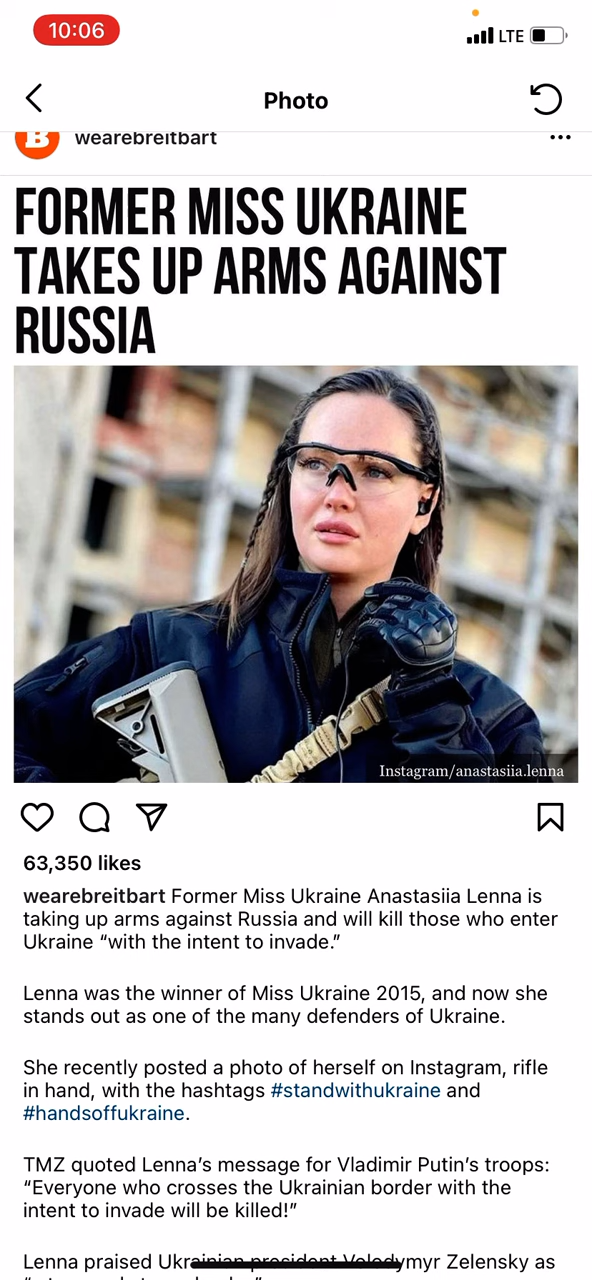 10:06
LTE
Photo
wearebreitbart
FORMER MISS UKRAINE
TAKES UP ARMS AGAINST
RUSSIA
Instagram/anastasiia.lenna
63,350 likes
wearebreitbart Former Miss Ukraine Anastasiia Lenna is
taking up arms against Russia and will kill those who enter
Ukraine “with the intent to invade.”
Lenna was the winner of Miss Ukraine 2015, and now she
stands out as one of the many defenders of Ukraine.
She recently posted a photo of herself on Instagram, rifle
in hand, with the hashtags #standwithukraine and
#handsoffukraine.
TMZ quoted Lenna’s message for Vladimir Putin’s troops:
“Everyone who crosses the Ukrainian border with the
intent to invade will be killed!”
Lenna praised Ukrainian president Volodymyr Zelensky as